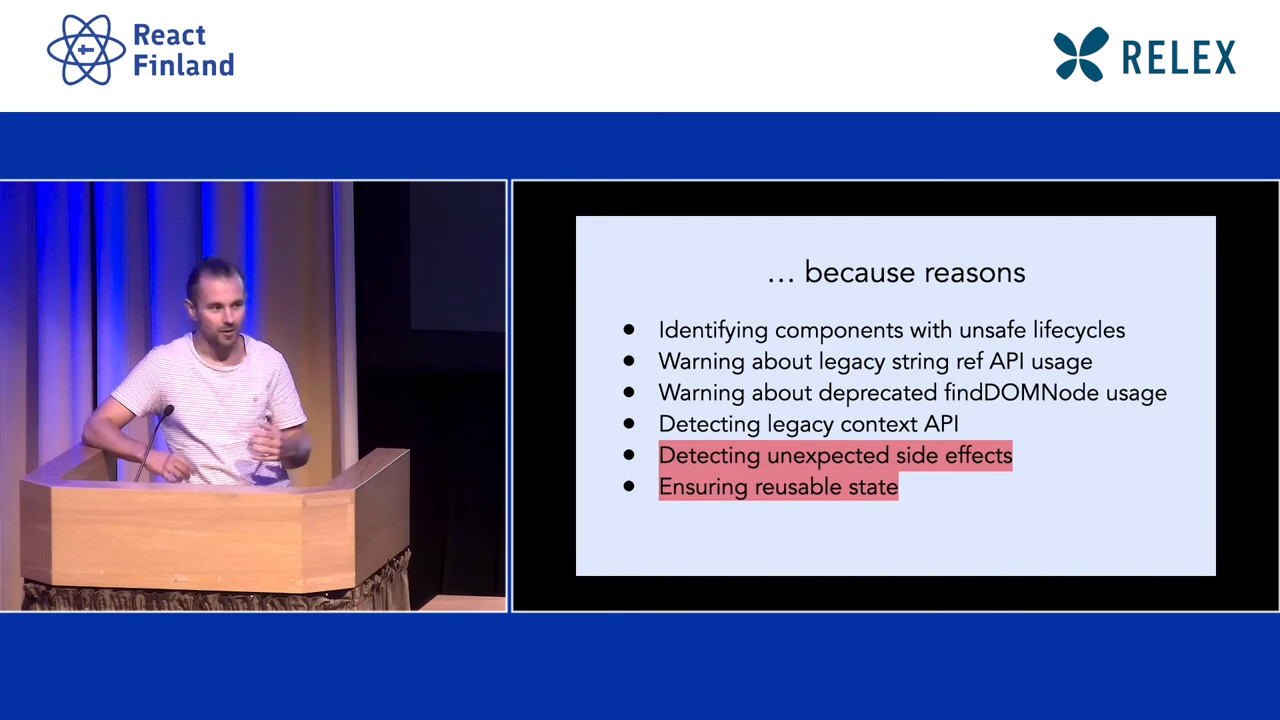 React
Finland
RELEX
… because reasons
● Identifying components with unsafe lifecycles
● Warning about legacy string ref API usage
● Warning about deprecated findDOMNode usage
● Detecting legacy context API
● Detecting unexpected side effects
● Ensuring reusable state